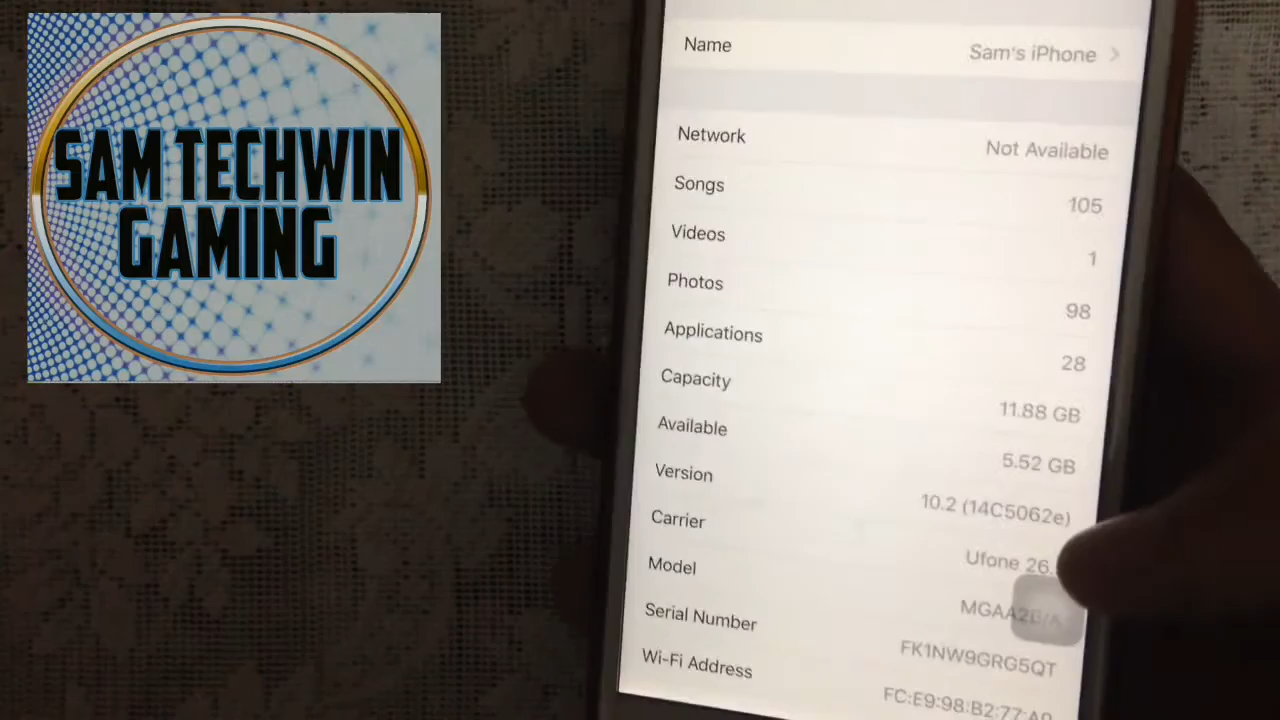 SAM TECHWIN
GAMING
Name Sam's iPhone
Network Not Available
Songs 105
Videos 1
Photos 98
Applications 28
Capacity 11.88 GB
Available 5.52 GB
Version 10.2 (14C5062e)
Carrier Ufone 26.
Model
Serial Number FK1NW9GRG5QT
Wi-Fi Address FC:E9:98:B2:77:A0